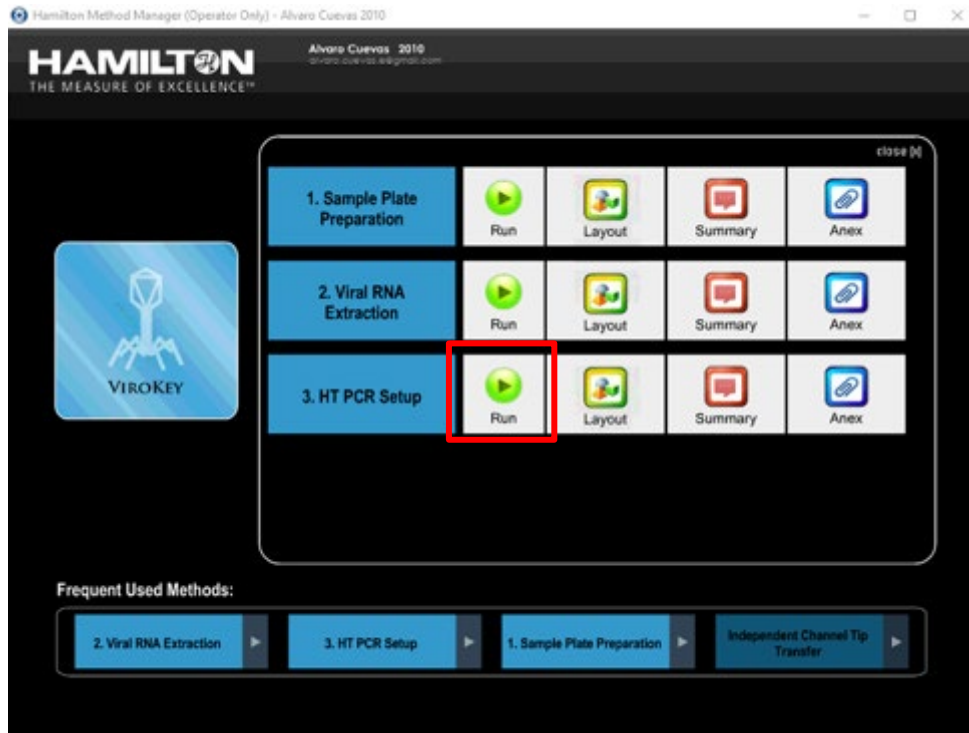 Hamilton Method Manager (Operator Only) - Alvaro Cuevas 2010
HAMILTON
THE MEASURE OF EXCELLENCE™
Alvaro Cuevas 2010
close [x]
1. Sample Plate
Preparation
Run
Layout
Summary
Anex
2. Viral RNA
Extraction
Run
Layout
Summary
Anex
3. HT PCR Setup
Run
Layout
Summary
Anex
VIROKEY
Frequent Used Methods:
2. Viral RNA Extraction
3. HT PCR Setup
1. Sample Plate Preparation
Independent Channel Tip
Transfer